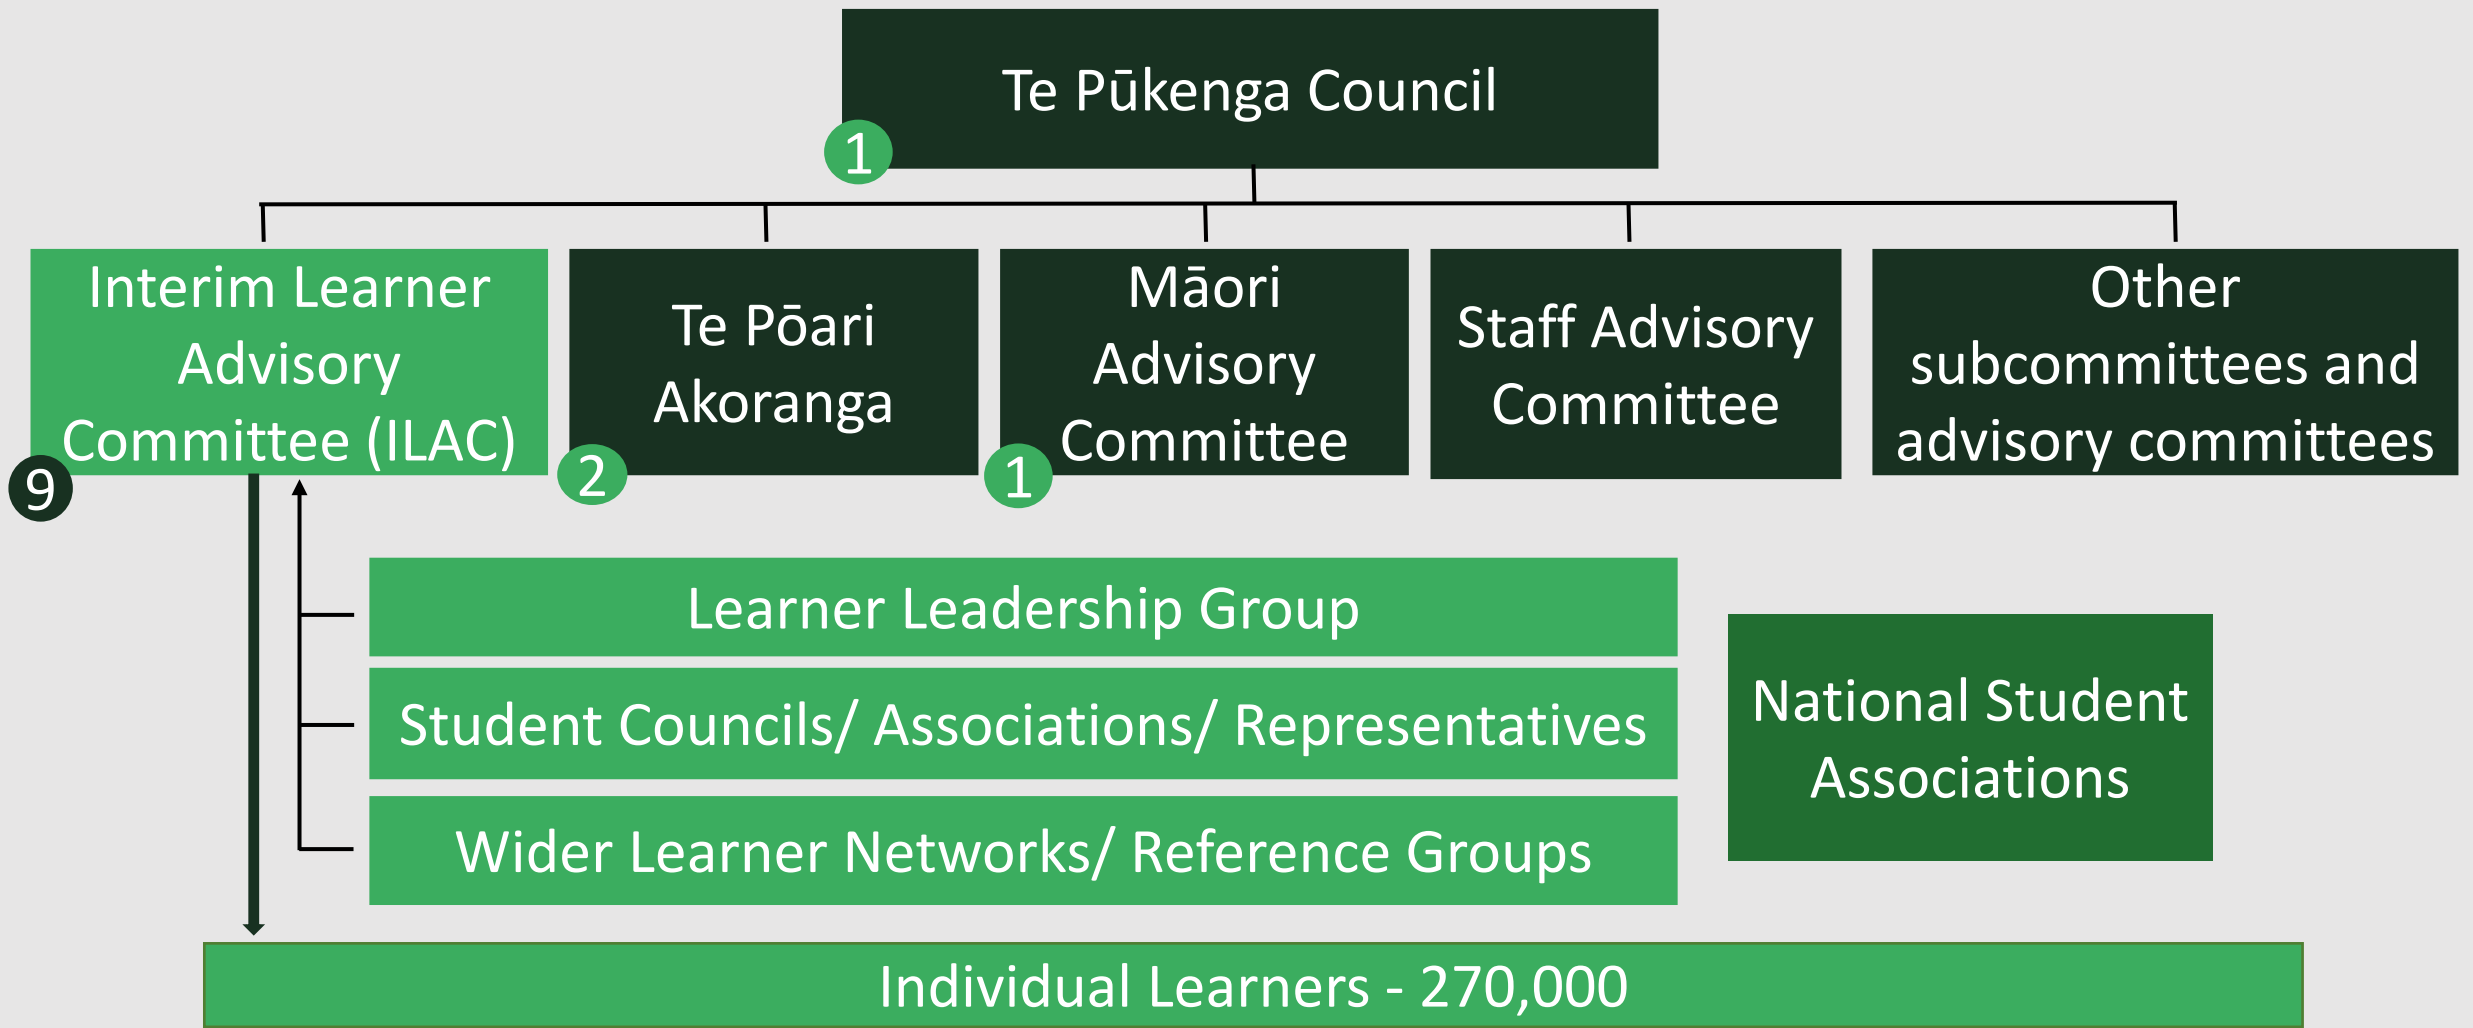 Te Pūkenga Council
1
Interim Learner
Advisory
Committee (ILAC)
9
Te Pōari
Akoranga
2
Māori
Advisory
Committee
1
Staff Advisory
Committee
Other
subcommittees and
advisory committees
Learner Leadership Group
Student Councils/ Associations/ Representatives
Wider Learner Networks/ Reference Groups
National Student
Associations
Individual Learners - 270,000